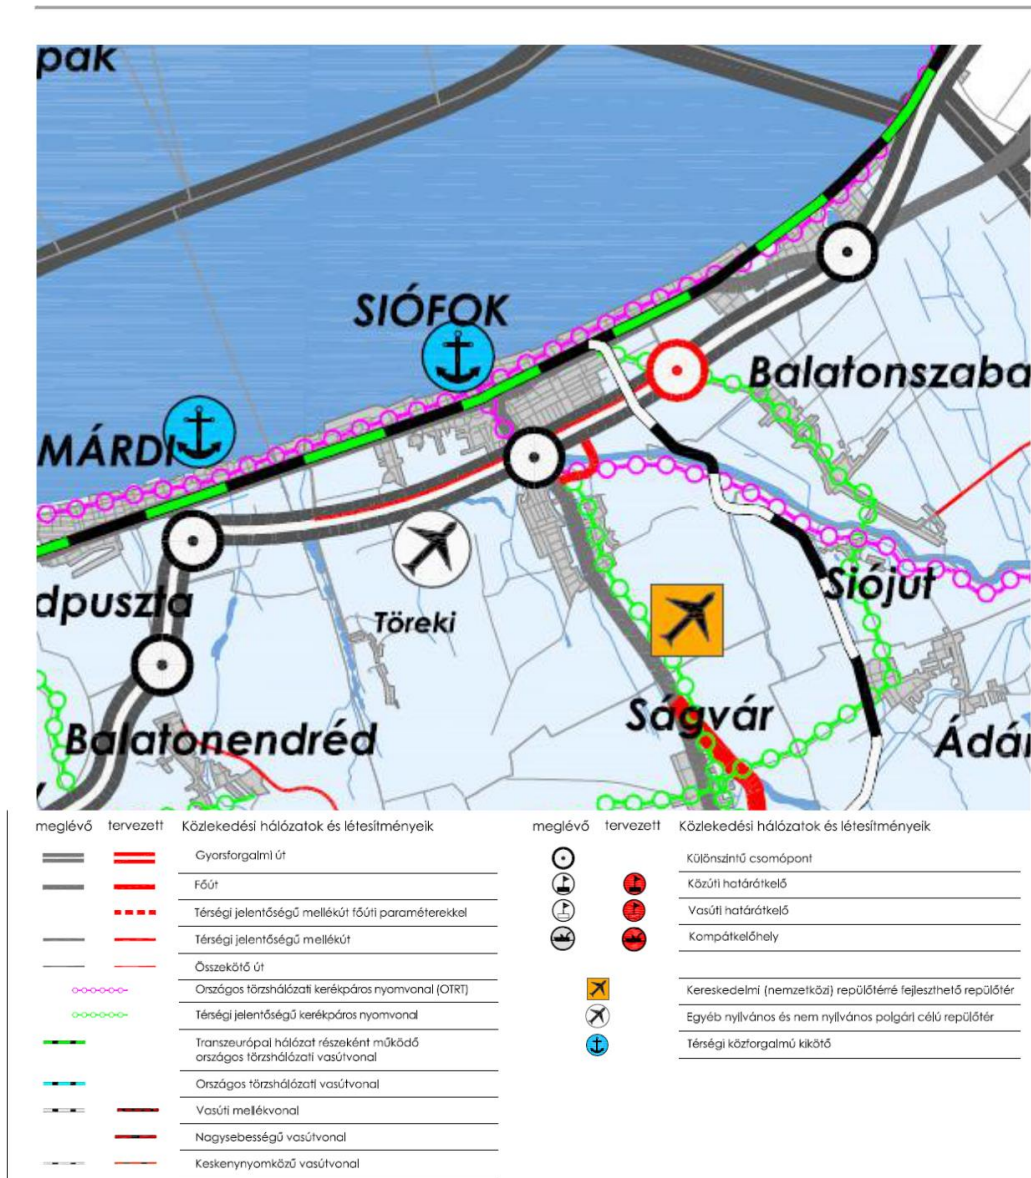 pak
SIÓFOK
Balatonszaba
MÁRDI
Siójut
dpuszta
Töreki
Ságvár
Balatonendréd
Ádán
meglévő tervezett Közlekedési hálózatok és létesítményeik
Gyorsforgalmi út
Főút
Térségi jelentőségű mellékút főúti paraméterekkel
Térségi jelentőségű mellékút
Összekötő út
Országos törzshálózati kerékpáros nyomvonal (OTRT)
Térségi jelentőségű kerékpáros nyomvonal
Transzeurópai hálózat részeként működő
országos törzshálózati vasútvonal
Országos törzshálózati vasútvonal
Vasúti mellékvonal
Nagysebességű vasútvonal
Keskenynyomközű vasútvonal
meglévő tervezett Közlekedési hálózatok és létesítményeik
Különszintű csomópont
Közúti határátkelő
Vasúti határátkelő
Kompátkelőhely
Kereskedelmi (nemzetközi) repülőtérré fejleszthető repülőtér
Egyéb nyilvános és nem nyilvános polgári célú repülőtér
Térségi közforgalmú kikötő